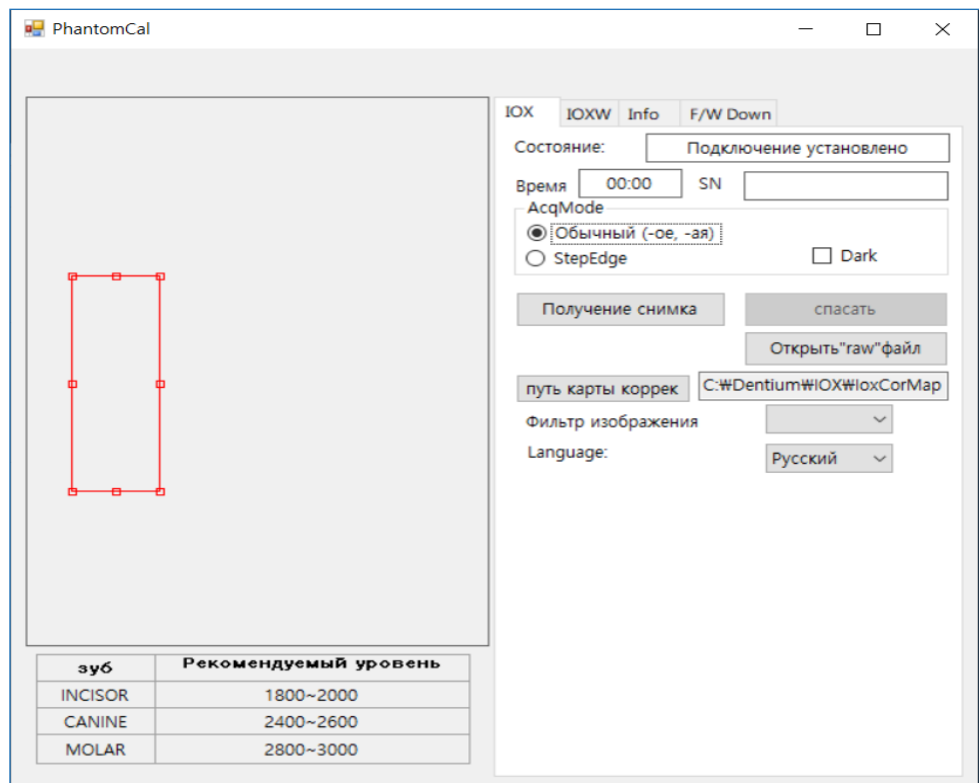 PhantomCal
IOX IOXW Info F/W Down
Состояние: Подключение установлено
Время 00:00 SN
AcqMode
Обычный (-ое, -ая)
StepEdge Dark
Получение снимка спасать
Открыть"raw"файл
путь карты коррек C:₩Dentium₩IOX₩IoxCorMap
Фильтр изображения
Language: Русский
зуб Рекомендуемый уровень
INCISOR 1800~2000
CANINE 2400~2600
MOLAR 2800~3000